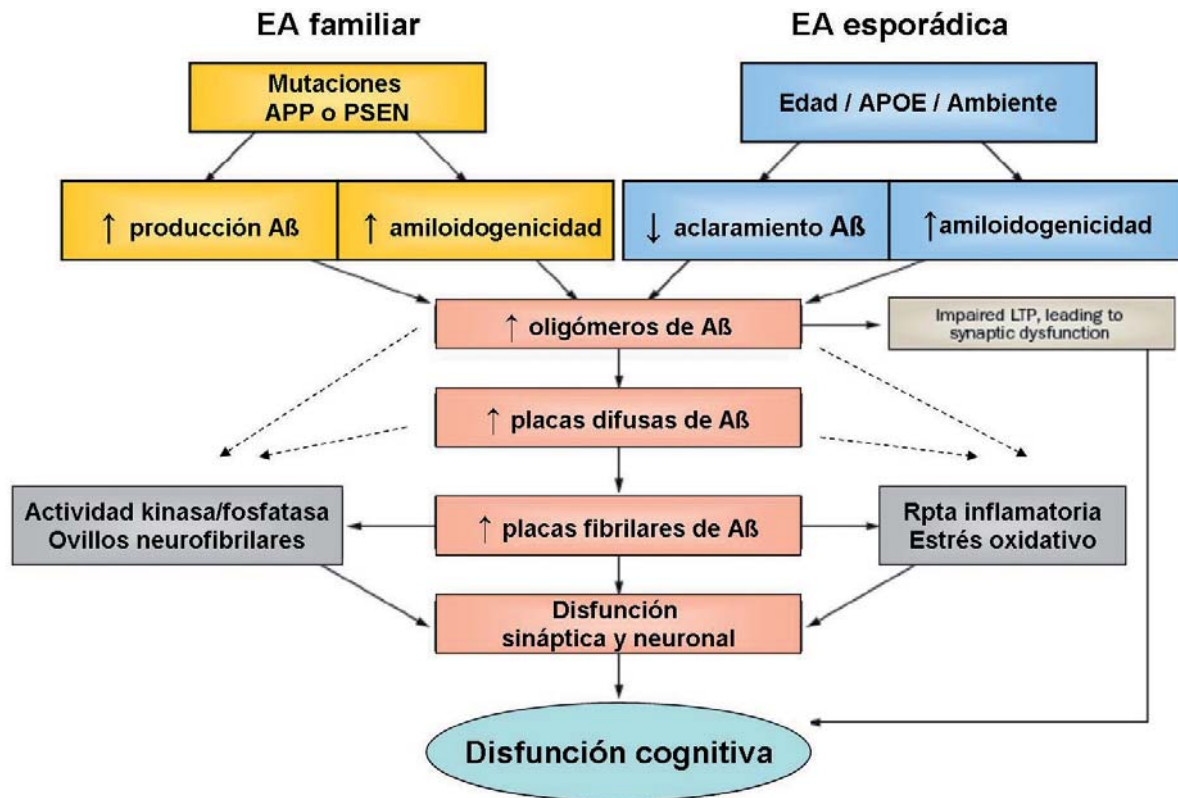 EA familiar
EA esporádica
Mutaciones
APP o PSEN
Edad / APOE / Ambiente
↑ producción Aß
↑ amiloidogenicidad
↓ aclaramiento Aß
↑amiloidogenicidad
↑ oligómeros de Aß
Impaired LTP, leading to
synaptic dysfunction
↑ placas difusas de Aß
Actividad kinasa/fosfatasa
Ovillos neurofibrilares
↑ placas fibrilares de Aß
Rpta inflamatoria
Estrés oxidativo
Disfunción
sináptica y neuronal
Disfunción cognitiva